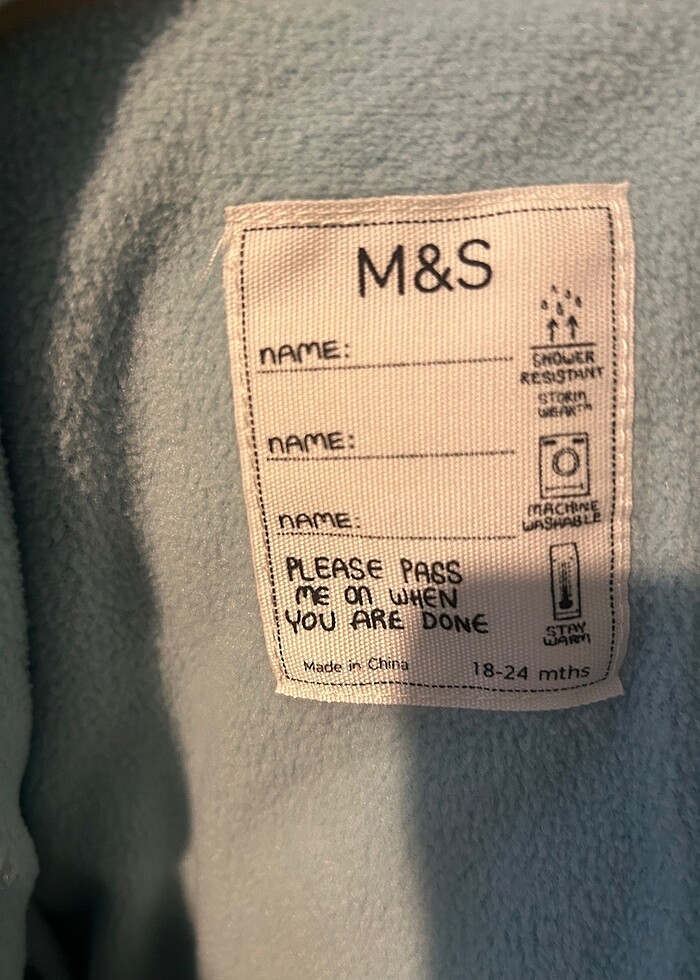 M&S
NAME:
NAME:
NAME:
PLEASE PASS
ME ON WHEN
YOU ARE DONE
Made in China
18-24 mths
SHOWER
RESISTANT
STORM
WEAR™
MACHINE
WASHABLE
STAY
WARM